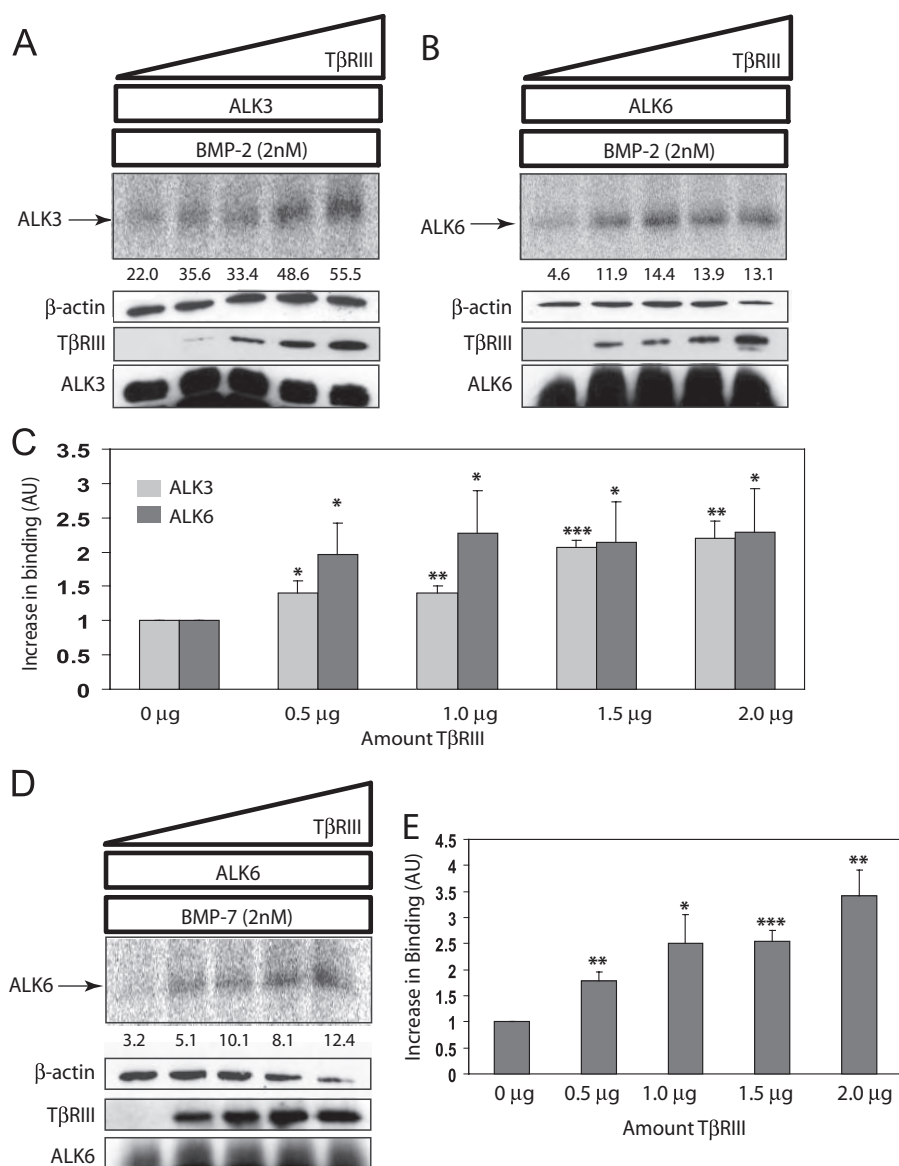 A
TβRIII
ALK3
BMP-2 (2nM)
ALK3
22.0 35.6 33.4 48.6 55.5
β-actin
TβRIII
ALK3
B
TβRIII
ALK6
BMP-2 (2nM)
ALK6
4.6 11.9 14.4 13.9 13.1
β-actin
TβRIII
ALK6
C
Increase in binding (AU)
3.5
3
2.5
2
1.5
1
0.5
0
ALK3
ALK6
* * ** * *** * ** *
0 μg 0.5 μg 1.0 μg 1.5 μg 2.0 μg
Amount TβRIII
D
TβRIII
ALK6
BMP-7 (2nM)
ALK6
3.2 5.1 10.1 8.1 12.4
β-actin
TβRIII
ALK6
E
Increase in Binding (AU)
4.5
4
3.5
3
2.5
2
1.5
1
0.5
0
** * *** **
0 μg 0.5 μg 1.0 μg 1.5 μg 2.0 μg
Amount TβRIII